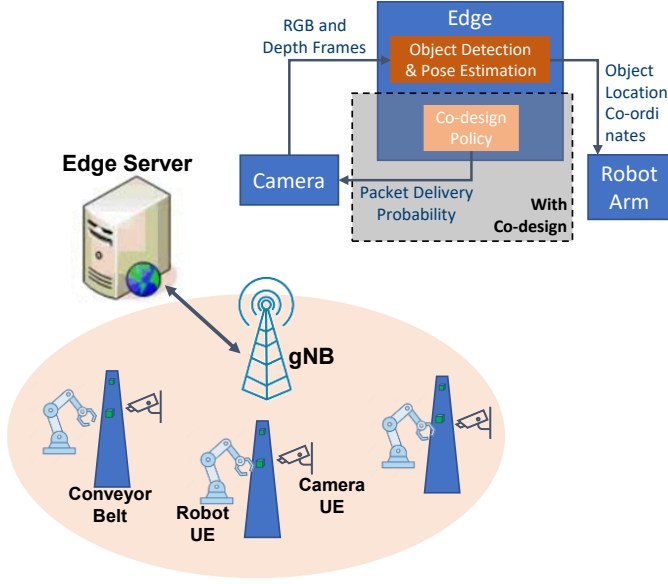 RGB and
Depth Frames
Edge
Object Detection
& Pose Estimation
Object
Location
Co-ordi
nates
Co-design
Policy
Edge Server
Camera
Packet Delivery
Probability
With
Co-design
Robot
Arm
gNB
Conveyor
Belt
Robot
UE
Camera
UE